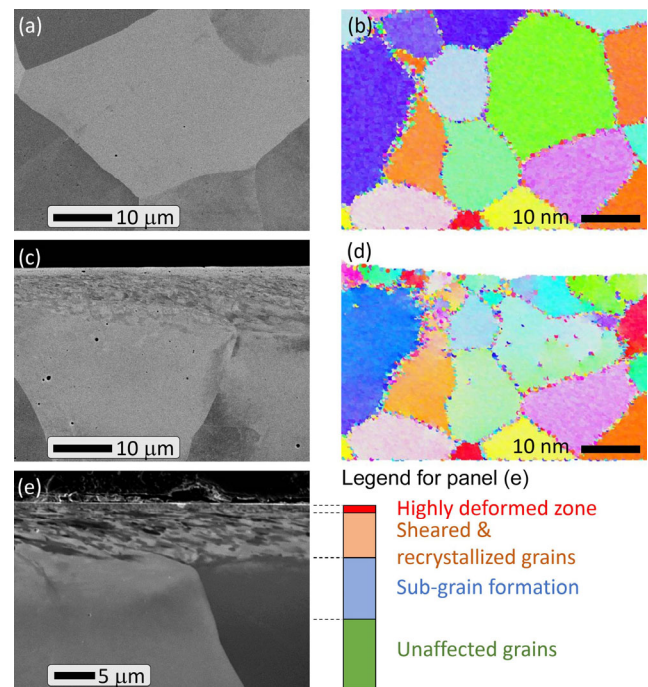 (a)
10 μm
(b)
10 nm
(c)
10 μm
(d)
10 nm
(e)
5 μm
Legend for panel (e)
Highly deformed zone
Sheared &
recrystallized grains
Sub-grain formation
Unaffected grains